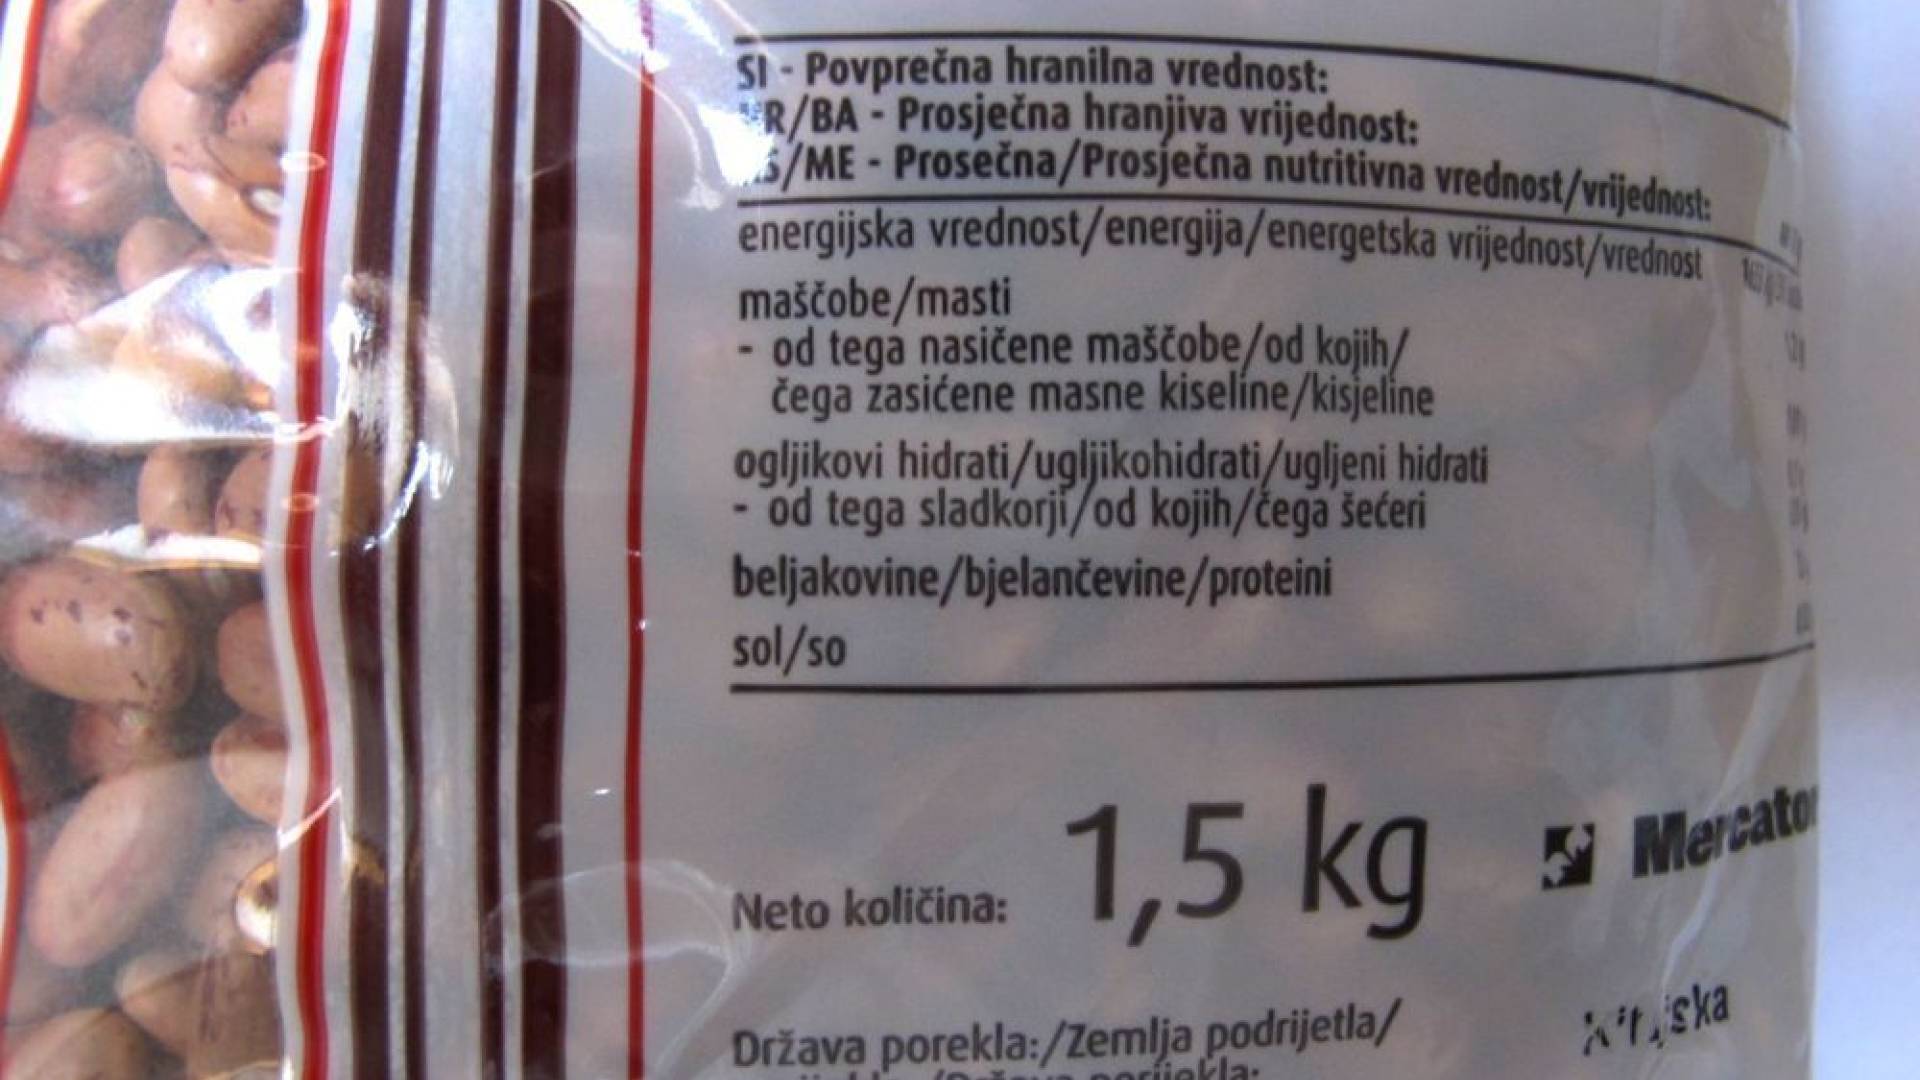 SI - Povprečna hranilna vrednost:
R/BA - Prosječna hranjiva vrijednost:
S/ME - Prosečna/Prosječna nutritivna vrednost/vrijednost:
energijska vrednost/energija/energetska vrijednost/vrednost
maščobe/masti
- od tega nasičene maščobe/od kojih/
čega zasićene masne kiseline/kisjeline
ogljikovi hidrati/ugljikohidrati/ugljeni hidrati
- od tega sladkorji/od kojih/čega šećeri
beljakovine/bjelančevine/proteini
sol/so
Neto količina: 1,5 kg
Mercator
Država porekla:/Zemlja podrijetla/